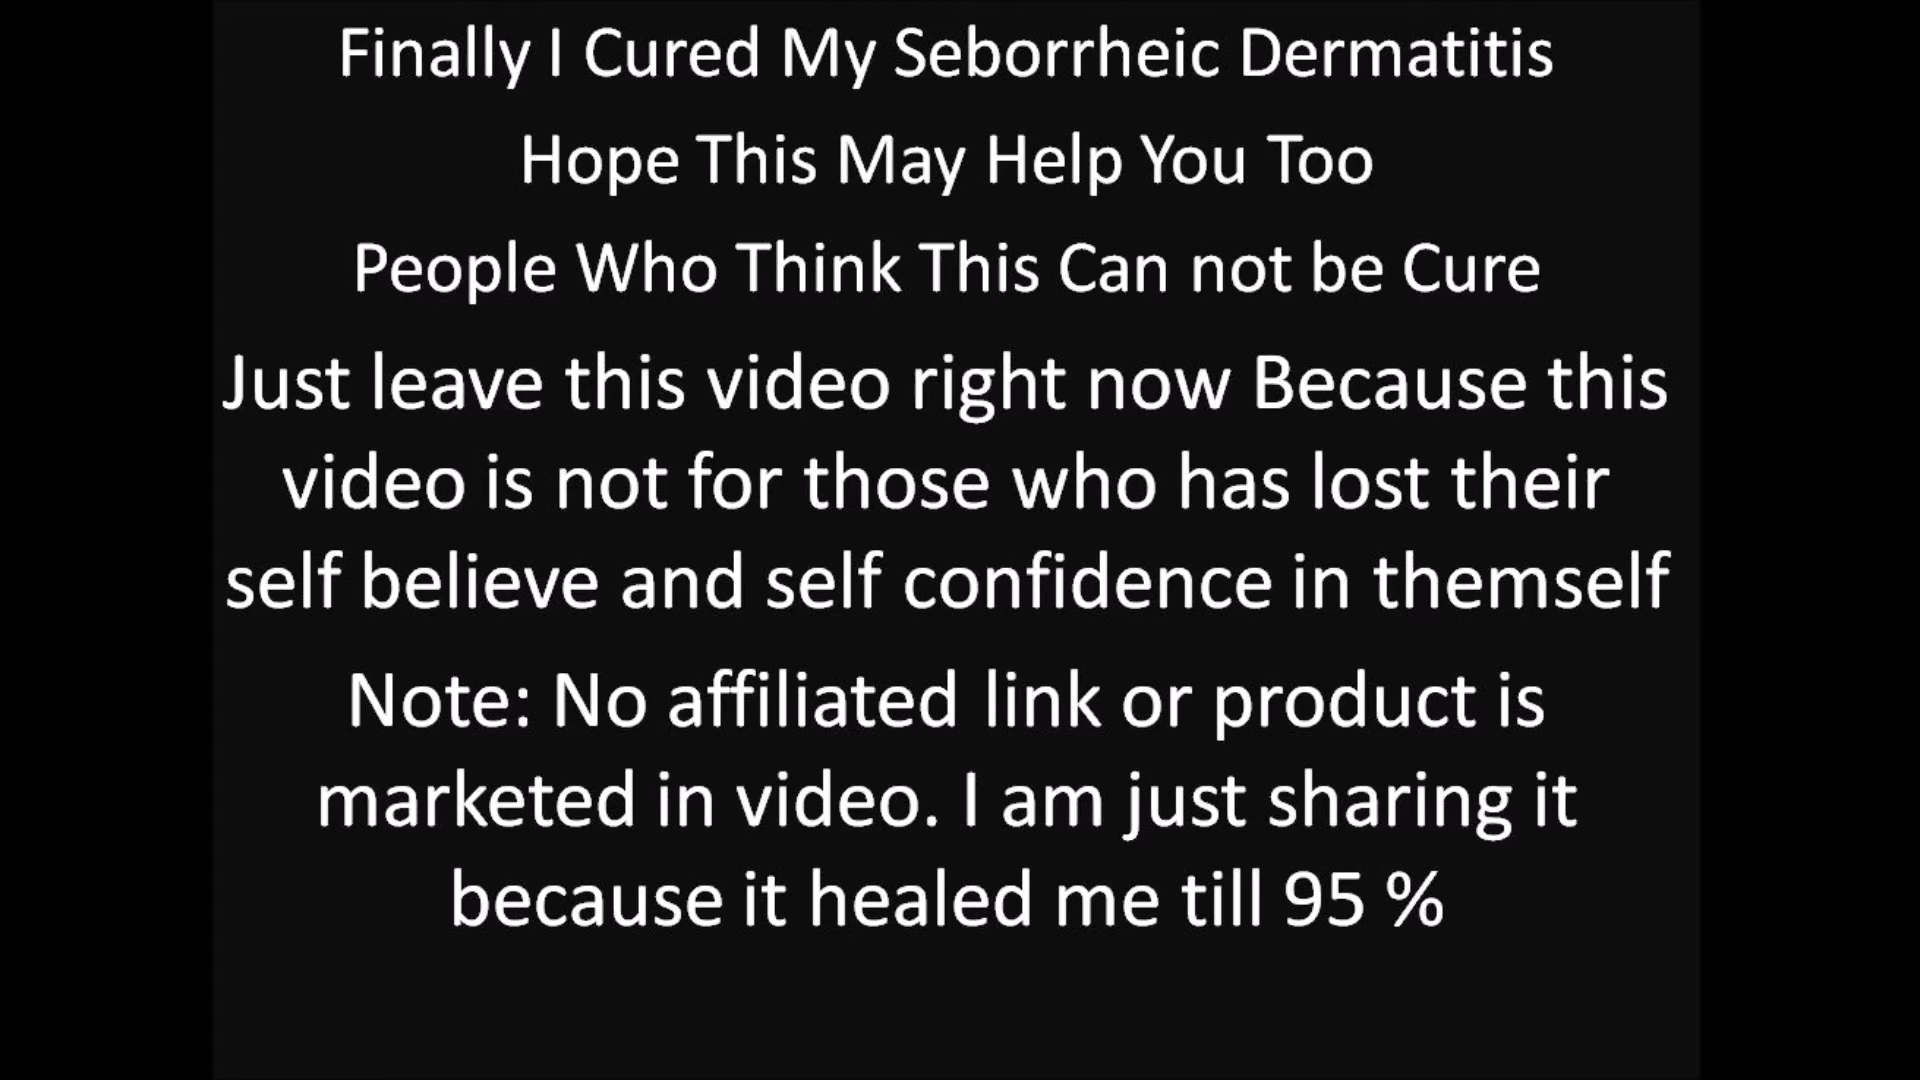 Finally I Cured My Seborrheic Dermatitis
Hope This May Help You Too
People Who Think This Can not be Cure
Just leave this video right now Because this
video is not for those who has lost their
self believe and self confidence in themself
Note: No affiliated link or product is
marketed in video. I am just sharing it
because it healed me till 95 %